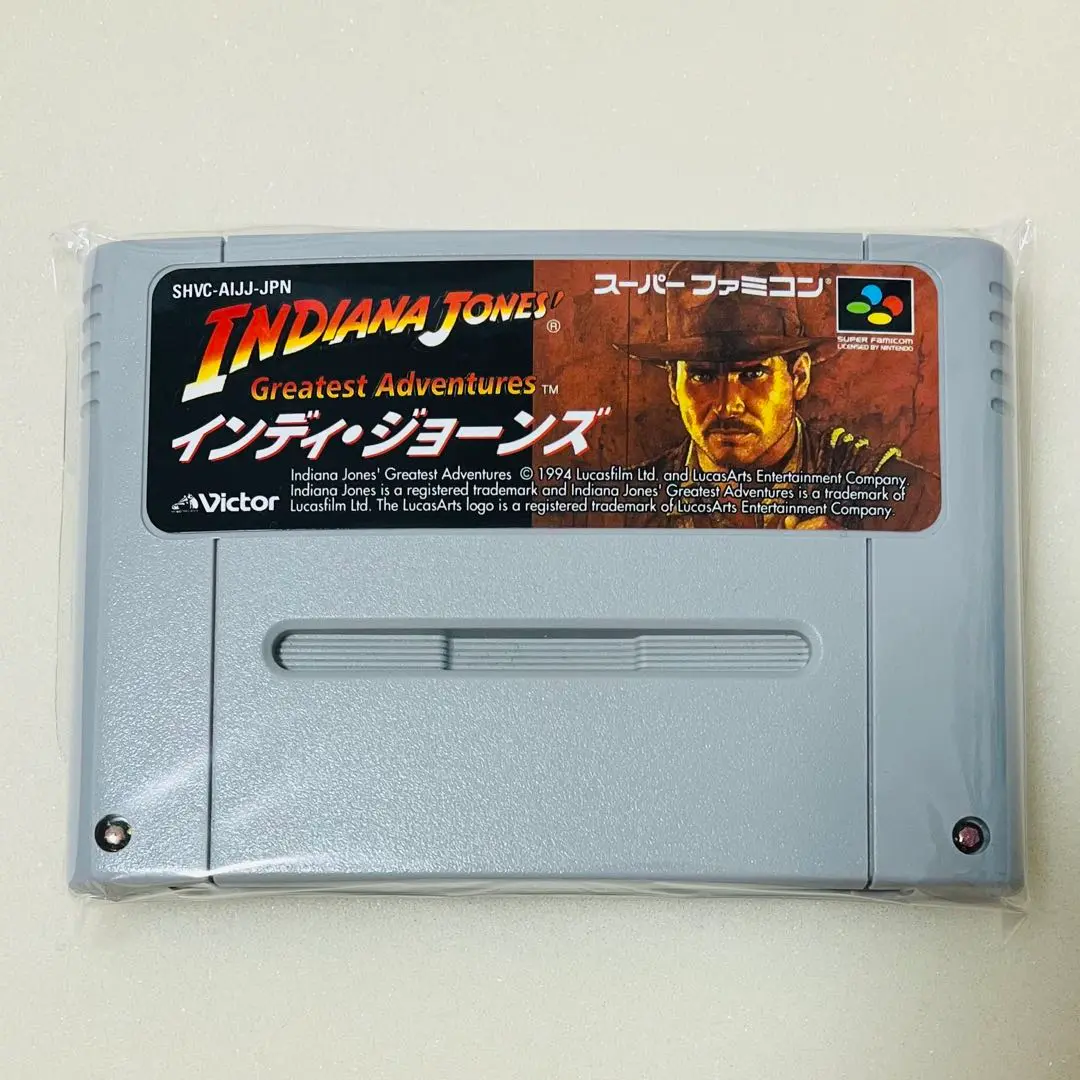 SHVC-AIJJ-JPN
INDIANA JONES' ®
Greatest Adventures ™
インディ・ジョーンズ
スーパーファミコン®
SUPER FAMICOM
LICENSED BY NINTENDO
Victor
Indiana Jones' Greatest Adventures © 1994 Lucasfilm Ltd. and LucasArts Entertainment Company.
Indiana Jones is a registered trademark and Indiana Jones' Greatest Adventures is a trademark of
Lucasfilm Ltd. The LucasArts logo is a registered trademark of LucasArts Entertainment Company.